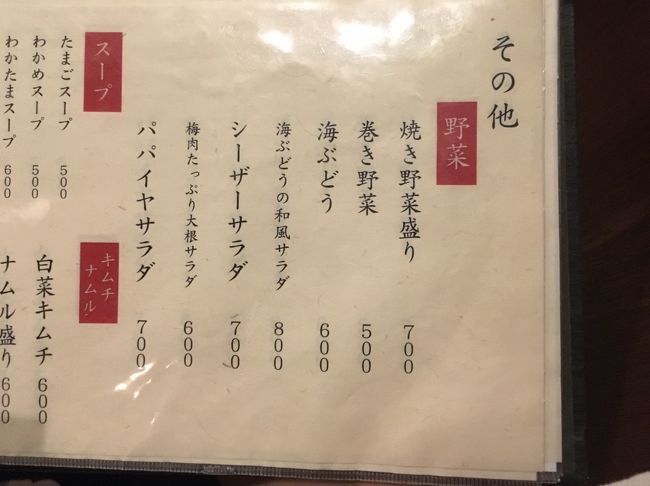 その他
野菜
焼き野菜盛り 700
巻き野菜 500
海ぶどう 600
海ぶどうの和風サラダ 800
シーザーサラダ 700
梅肉たっぷり大根サラダ 600
パパイヤサラダ 700
スープ
たまごスープ 500
わかめスープ 500
わかたまスープ 600
キムチ
ナムル
白菜キムチ 600
ナムル盛り 600